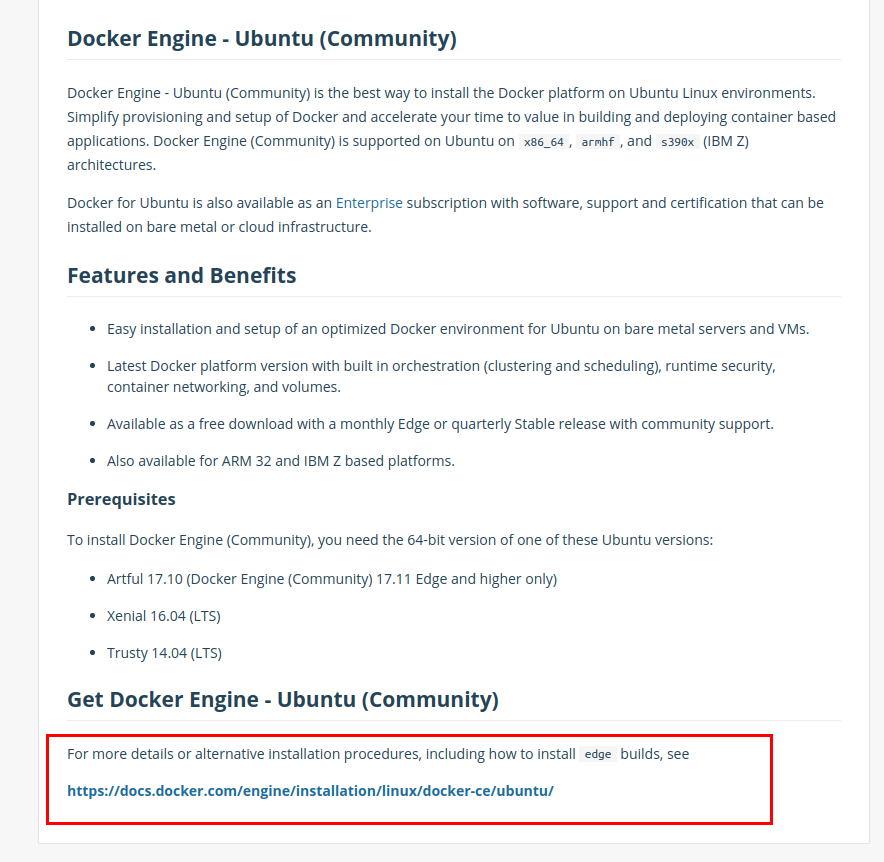 Docker Engine - Ubuntu (Community)
Docker Engine - Ubuntu (Community) is the best way to install the Docker platform on Ubuntu Linux environments.
Simplify provisioning and setup of Docker and accelerate your time to value in building and deploying container based
applications. Docker Engine (Community) is supported on Ubuntu on x86_64 , armhf , and s390x (IBM Z)
architectures.
Docker for Ubuntu is also available as an Enterprise subscription with software, support and certification that can be
installed on bare metal or cloud infrastructure.
Features and Benefits
• Easy installation and setup of an optimized Docker environment for Ubuntu on bare metal servers and VMs.
• Latest Docker platform version with built in orchestration (clustering and scheduling), runtime security,
container networking, and volumes.
• Available as a free download with a monthly Edge or quarterly Stable release with community support.
• Also available for ARM 32 and IBM Z based platforms.
Prerequisites
To install Docker Engine (Community), you need the 64-bit version of one of these Ubuntu versions:
• Artful 17.10 (Docker Engine (Community) 17.11 Edge and higher only)
• Xenial 16.04 (LTS)
• Trusty 14.04 (LTS)
Get Docker Engine - Ubuntu (Community)
For more details or alternative installation procedures, including how to install edge builds, see
https://docs.docker.com/engine/installation/linux/docker-ce/ubuntu/